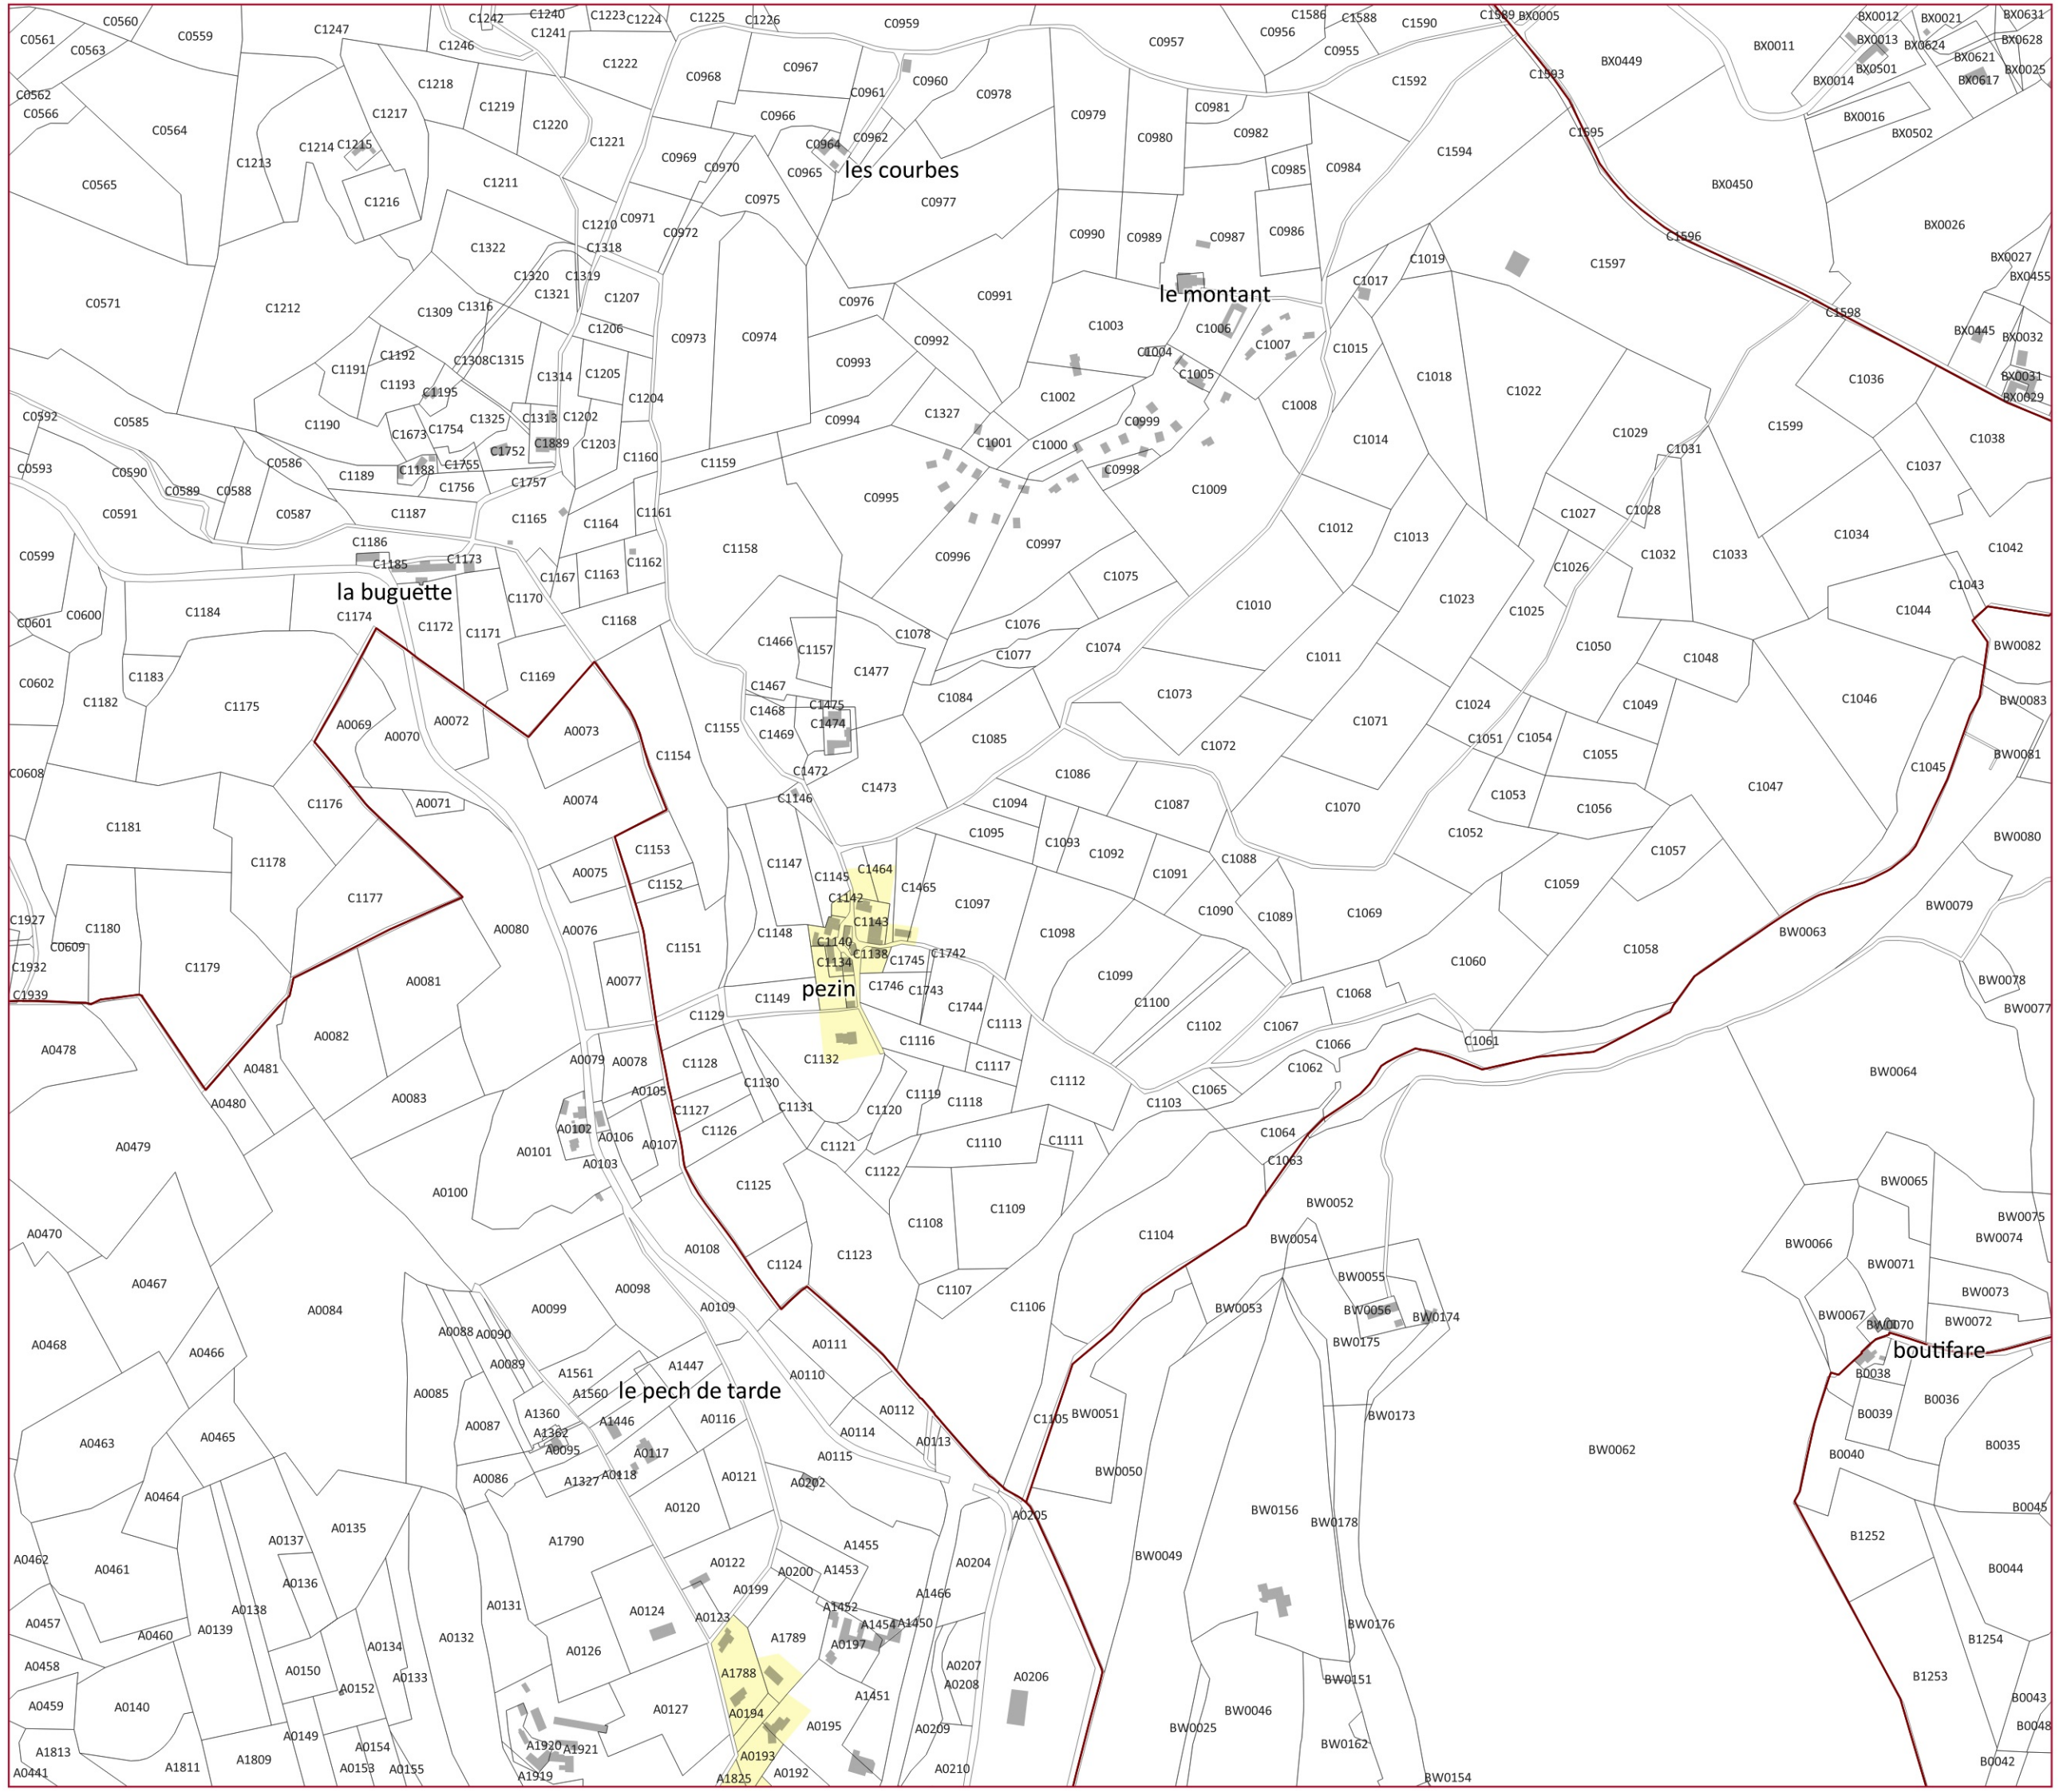 C0560
C1242
C1240
C1223
C1224
C1225
C1226
C0959
C1586
C1588
C1590
C1589
BX0005
BX0012
BX0021
BX0631
C0561
C0563
C0559
C1247
C1246
C1241
C1222
C0968
C0967
C0960
C0957
C0956
C0955
C1592
C1593
BX0449
BX0011
BX0013
BX0624
BX0628
BX0501
BX0621
BX0014
BX0617
BX0025
C0562
C0566
C0564
C1218
C1217
C1219
C1220
C1221
C0966
C0961
C0978
C0979
C0980
C0981
C0982
C1595
BX0016
BX0502
C1213
C1214
C1215
C0969
C0970
C0964
C0962
C0965
les courbes
C0985
C0984
C1594
BX0450
C0565
C1216
C1211
C0975
C0977
C1210
C0971
C0972
C0990
C0989
C0987
C0986
C1596
BX0026
C1322
C1318
C1320
C1319
C1321
C1017
C1019
C1597
BX0027
BX0455
C0571
C1212
C1309
C1316
C1207
C0976
C0991
le montant
C1598
C1206
C0973
C0974
C0992
C1003
C1006
C1007
C1015
BX0445
BX0032
C1192
C1191
C1308
C1315
C1193
C1195
C1314
C1205
C0993
C1004
C1005
C1018
C1022
C1036
BX0031
BX0029
C0592
C0585
C1190
C1673
C1754
C1325
C1313
C1202
C1204
C0994
C1327
C1002
C0999
C1008
C1014
C1029
C1599
C1038
C1752
C1889
C1203
C1160
C1159
C1001
C1000
C0998
C1031
C0593
C0590
C0589
C0588
C0586
C1189
C1188
C1755
C1756
C1757
C0995
C1009
C1037
C0591
C0587
C1187
C1165
C1164
C1161
C1012
C1013
C1027
C1028
C1034
C0599
C1186
C1185
C1173
C1158
C0996
C0997
C1032
C1033
C1042
la buguette
C1167
C1163
C1162
C1075
C1026
C1043
C0600
C0601
C1184
C1174
C1172
C1171
C1170
C1168
C1466
C1157
C1078
C1076
C1077
C1074
C1010
C1023
C1025
C1044
C1011
C1050
C1048
BW0082
C0602
C1183
C1182
C1175
C1169
C1467
C1477
C1468
C1475
C1084
C1073
C1024
C1049
C1046
BW0083
A0069
A0070
A0072
A0073
C1155
C1469
C1474
C1085
C1072
C1071
C1051
C1054
C1055
BW0081
C0608
C1154
C1472
C1473
C1086
C1045
C1176
A0071
A0074
C1146
C1094
C1087
C1070
C1053
C1056
C1047
C1181
C1178
C1153
C1147
C1095
C1093
C1092
C1088
C1052
C1057
BW0080
C1177
A0075
C1152
C1145
C1464
C1465
C1091
C1059
C1927
C1180
A0080
A0076
C1142
C1143
C1097
C1090
C1089
C1069
BW0079
C0609
C1148
C1140
C1138
C1742
C1098
C1151
C1134
C1745
C1058
BW0063
C1932
C1179
A0081
A0077
C1099
C1060
BW0078
C1939
C1149
pezin
C1746
C1743
C1744
C1100
C1068
BW0077
C1129
C1113
C1102
C1067
A0478
A0481
A0082
A0079
A0078
C1128
C1132
C1116
C1117
C1066
C1061
C1062
A0480
A0083
A0105
C1130
C1131
C1119
C1118
C1112
C1065
C1103
BW0064
C1127
C1126
C1120
A0479
A0102
A0106
A0107
A0101
A0103
C1121
C1110
C1111
C1064
C1063
C1122
C1125
A0100
C1109
C1108
BW0052
BW0065
A0470
A0108
C1124
C1123
C1104
BW0054
BW0066
BW0075
BW0074
A0467
A0098
C1107
BW0055
BW0071
A0084
A0099
A0109
C1106
BW0053
BW0056
BW0174
BW0073
BW0067
BW0072
BW0070
A0468
A0466
A0088
A0090
A0089
A0111
BW0175
boutifare
A0085
A1561
A1447
A0110
B0038
A1560
le pech de tarde
B0036
A0463
A0465
A0087
A1360
A1446
A0116
A0112
C1105
BW0051
BW0173
B0039
A1362
A0095
A0117
A0114
A0113
BW0062
B0035
B0040
A0086
A1327
A0118
A0121
A0115
A0202
BW0050
A0464
A0120
A0205
BW0156
BW0178
B0045
A0137
A0135
A1790
B1252
A0462
A0461
A0136
A0122
A1455
A1453
A0200
A0204
BW0049
B0044
A0199
A1466
A0457
A0460
A0139
A0138
A0131
A0124
A0123
A1452
A1454
A1450
BW0176
A0132
A0134
A0126
A1789
A0197
B1254
A0458
A0150
A0133
A0152
A1788
A0207
A0208
A0206
BW0151
B1253
A0459
A0140
A0127
A0194
A1451
A0195
BW0046
B0043
A0149
A0209
BW0025
BW0162
B0048
A1813
A0154
A1920
A1921
A0193
B0042
A0441
A1811
A1809
A0153
A0155
A1919
A1825
A0192
A0210
BW0154